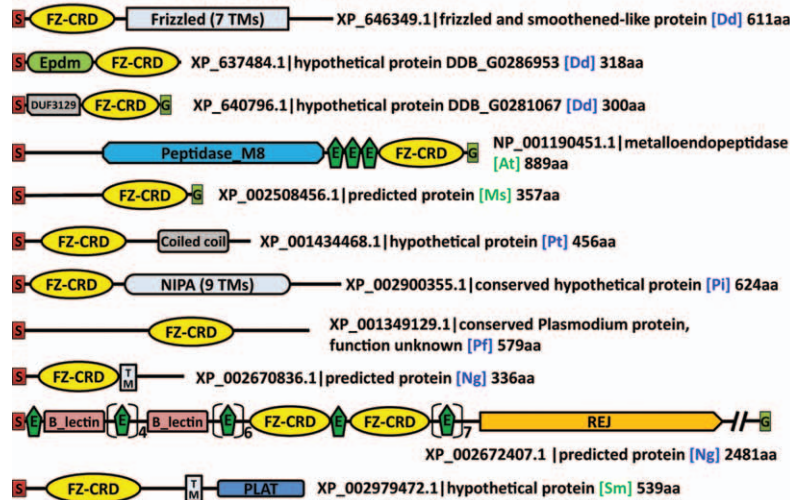 S FZ-CRD Frizzled (7 TMs) XP_646349.1|frizzled and smoothened-like protein [Dd] 611aa
S Epdm FZ-CRD XP_637484.1|hypothetical protein DDB_G0286953 [Dd] 318aa
S DUF3129 FZ-CRD G XP_640796.1|hypothetical protein DDB_G0281067 [Dd] 300aa
S Peptidase_M8 E E E FZ-CRD G NP_001190451.1|metalloendopeptidase
[At] 889aa
S FZ-CRD G XP_002508456.1|predicted protein [Ms] 357aa
S FZ-CRD Coiled coil XP_001434468.1|hypothetical protein [Pt] 456aa
S FZ-CRD NIPA (9 TMs) XP_002900355.1|conserved hypothetical protein [Pi] 624aa
S FZ-CRD XP_001349129.1|conserved Plasmodium protein,
function unknown [Pf] 579aa
S FZ-CRD TM XP_002670836.1|predicted protein [Ng] 336aa
S E B_lectin [E]4 B_lectin [E]6 FZ-CRD E FZ-CRD [E]7 REJ G
XP_002672407.1 |predicted protein [Ng] 2481aa
S FZ-CRD TM PLAT XP_002979472.1|hypothetical protein [Sm] 539aa